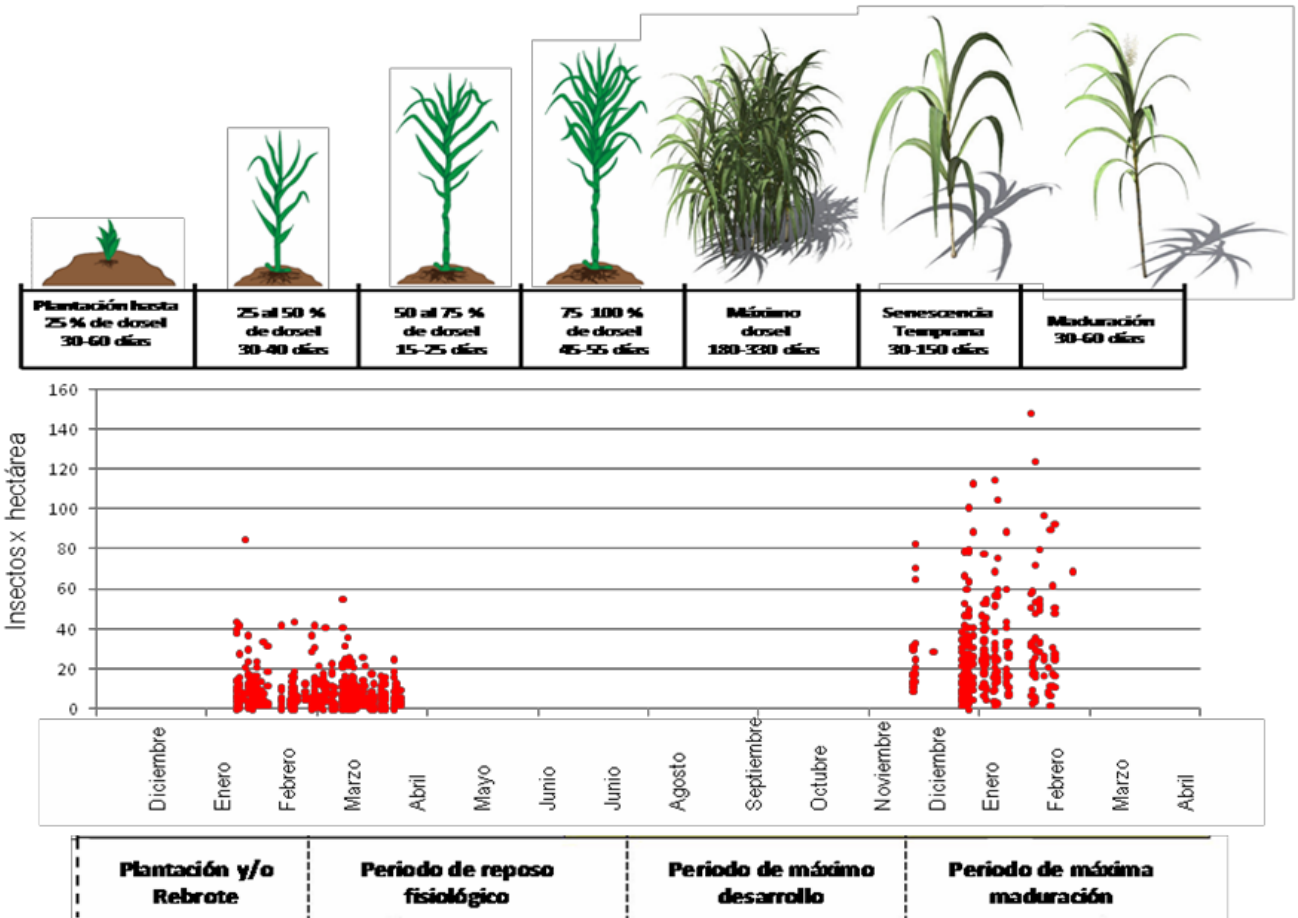 Plantación hasta
25 % de dosel
30-60 días
25 al 50 %
de dosel
30-40 días
50 al 75 %
de dosel
15-25 días
75 100 %
de dosel
45-55 días
Máximo
dosel
180-330 días
Senescencia
Temprana
30-150 días
Maduración
30-60 días
Insectos x hectárea
160
140
120
100
80
60
40
20
0
Diciembre
Enero
Febrero
Marzo
Abril
Mayo
Junio
Junio
Agosto
Septiembre
Octubre
Noviembre
Diciembre
Enero
Febrero
Marzo
Abril
Plantación y/o
Rebrote
Periodo de reposo
fisiológico
Periodo de máximo
desarrollo
Periodo de máxima
maduración